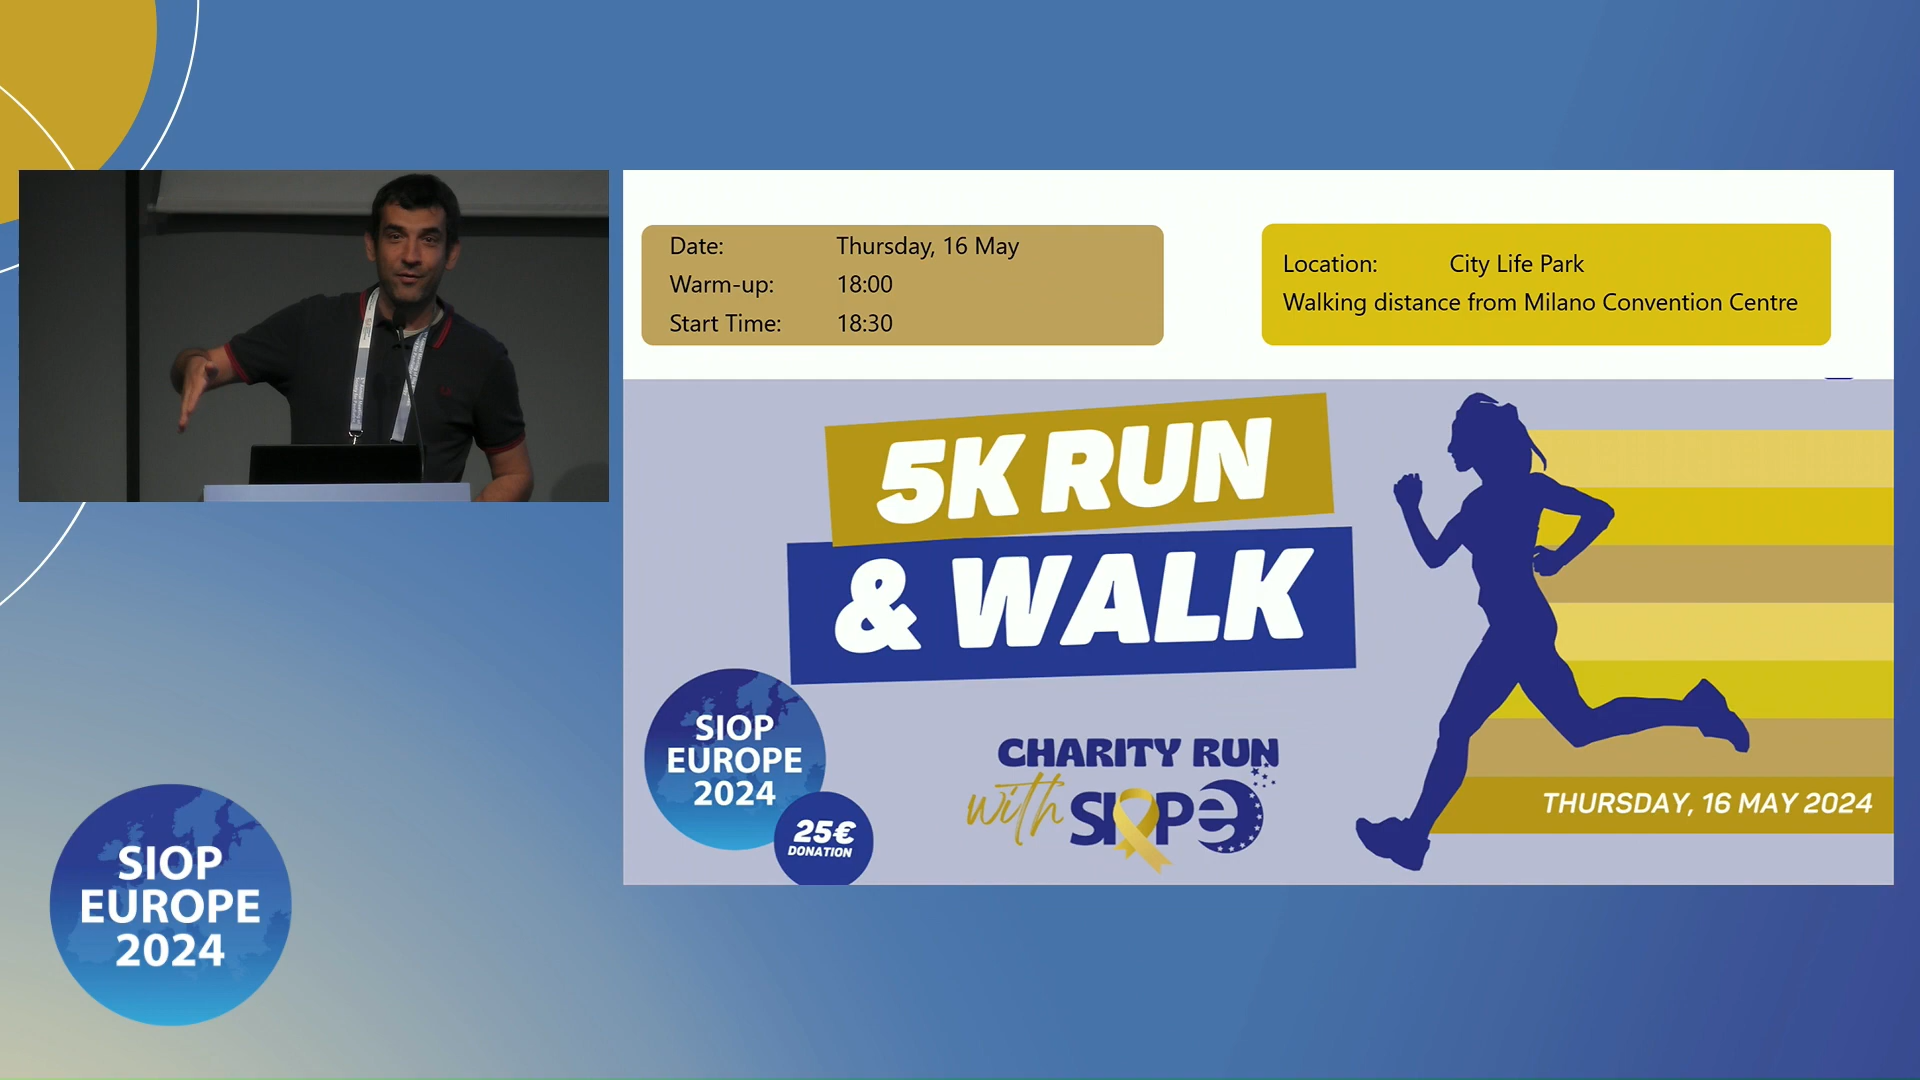 Date: Thursday, 16 May
Warm-up: 18:00
Start Time: 18:30
Location: City Life Park
Walking distance from Milano Convention Centre
5K RUN
& WALK
SIOP
EUROPE
2024
25€
DONATION
CHARITY RUN
with SIOPe
THURSDAY, 16 MAY 2024
SIOP
EUROPE
2024